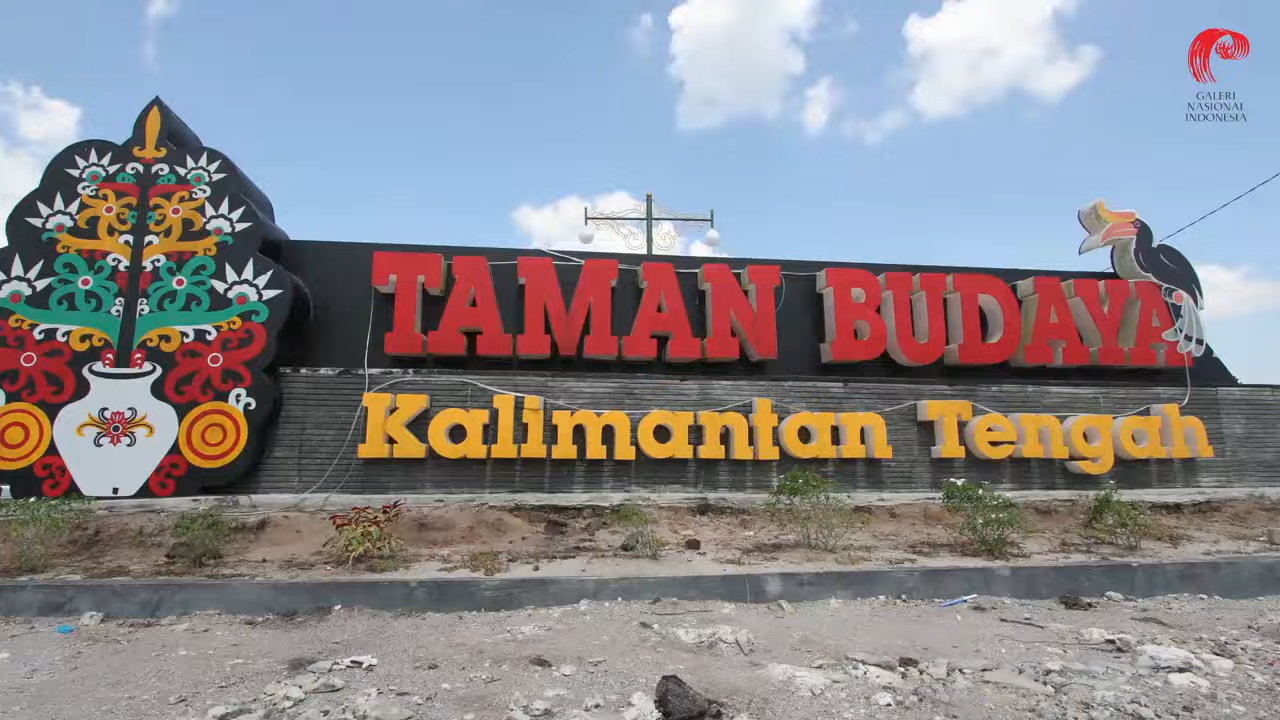 GALERI
NASIONAL
INDONESIA
TAMAN BUDAYA
Kalimantan Tengah